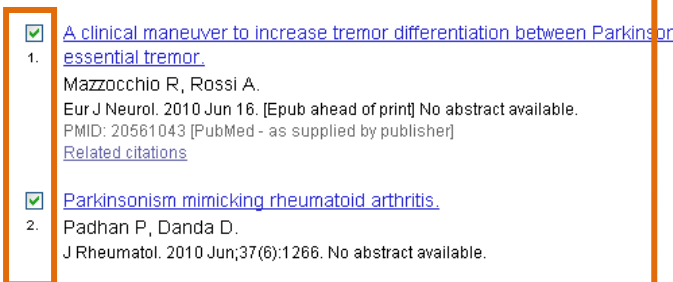 A clinical maneuver to increase tremor differentiation between Parkinson
1. essential tremor.
Mazzocchio R, Rossi A.
Eur J Neurol. 2010 Jun 16. [Epub ahead of print] No abstract available.
PMID: 20561043 [PubMed - as supplied by publisher]
Related citations
Parkinsonism mimicking rheumatoid arthritis.
2. Padhan P, Danda D.
J Rheumatol. 2010 Jun;37(6):1266. No abstract available.